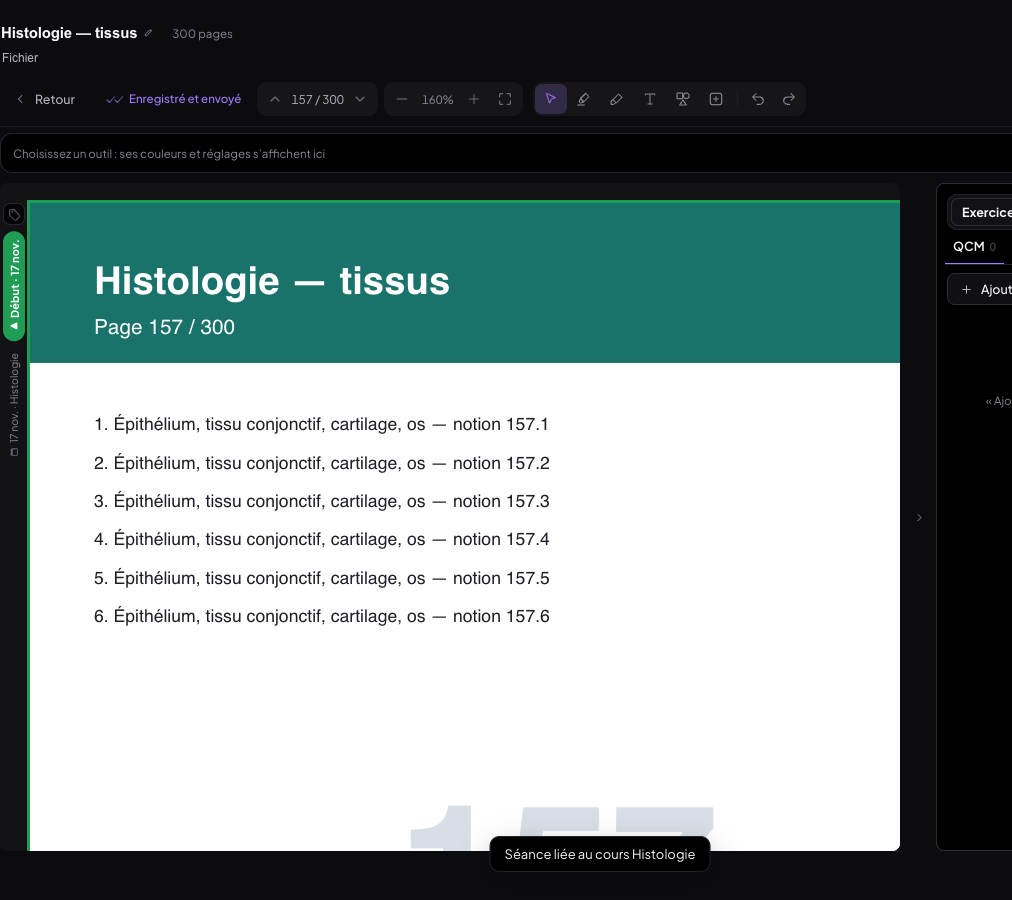 Histologie — tissus
300 pages
Fichier
Retour
Enregistré et envoyé
157 / 300
160%
Choisissez un outil : ses couleurs et réglages s'affichent ici
Début · 17 nov.
17 nov. · Histologie
Histologie — tissus
Page 157 / 300
1. Épithélium, tissu conjonctif, cartilage, os — notion 157.1
2. Épithélium, tissu conjonctif, cartilage, os — notion 157.2
3. Épithélium, tissu conjonctif, cartilage, os — notion 157.3
4. Épithélium, tissu conjonctif, cartilage, os — notion 157.4
5. Épithélium, tissu conjonctif, cartilage, os — notion 157.5
6. Épithélium, tissu conjonctif, cartilage, os — notion 157.6
157
Séance liée au cours Histologie
Exercice
QCM 0
Ajout
« Ajo